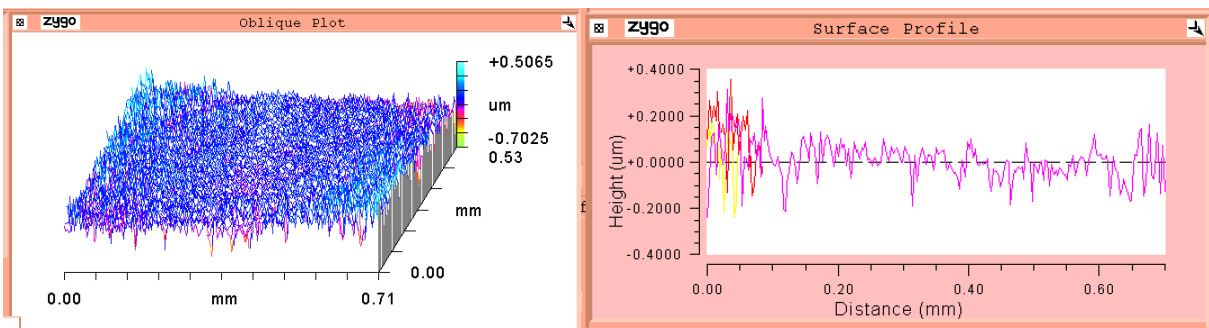 zygo
Oblique Plot
+0.5065
um
-0.7025
0.53
mm
0.00
0.00
mm
0.71
zygo
Surface Profile
+0.4000
+0.2000
+0.0000
-0.2000
-0.4000
Height (um)
0.00
0.20
0.40
0.60
Distance (mm)
f